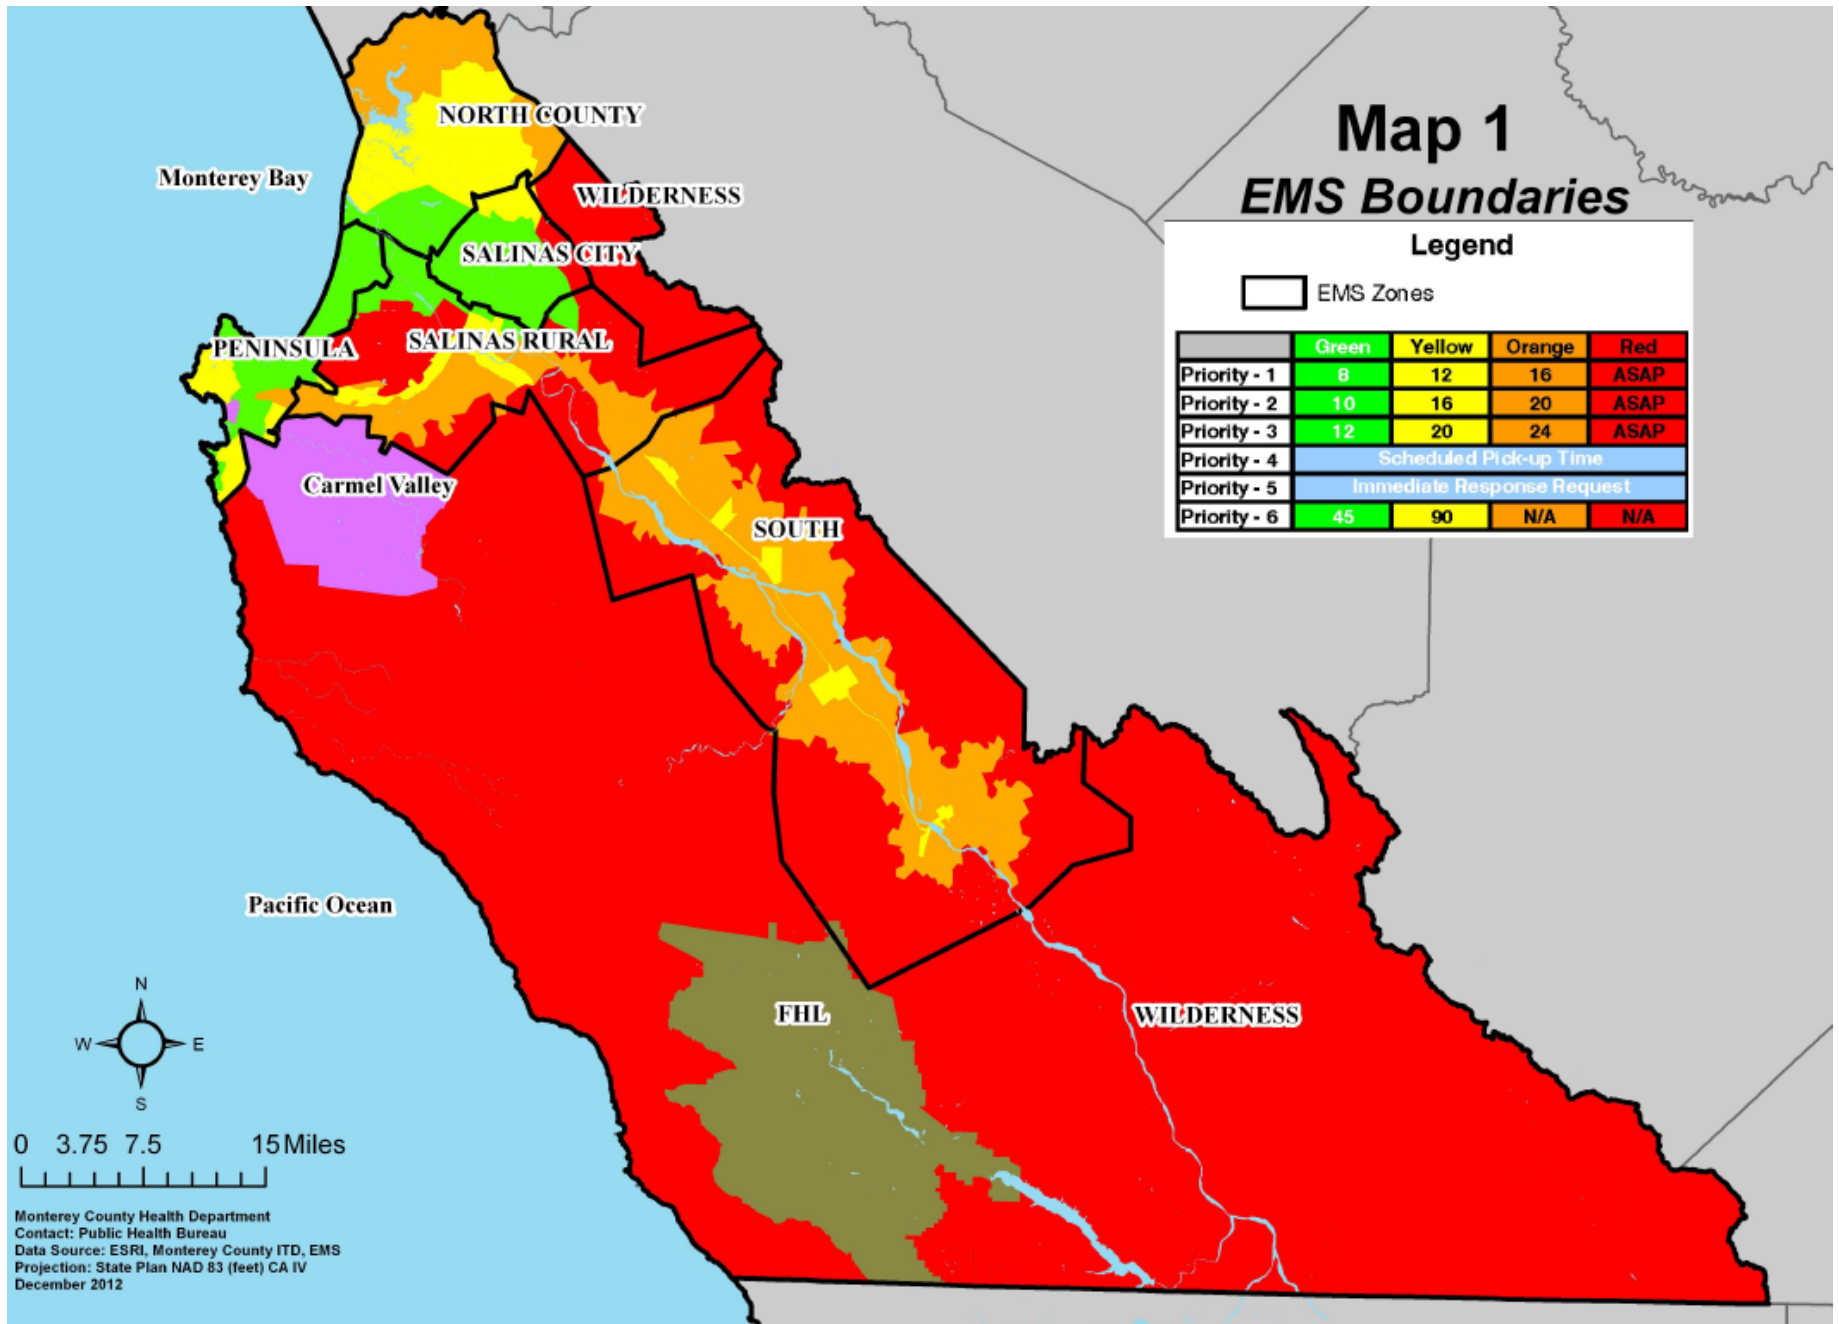 Map 1
EMS Boundaries
Legend
EMS Zones
Green Yellow Orange Red
Priority - 1 8 12 16 ASAP
Priority - 2 10 16 20 ASAP
Priority - 3 12 20 24 ASAP
Priority - 4 Scheduled Pick-up Time
Priority - 5 Immediate Response Request
Priority - 6 45 90 N/A N/A
NORTH COUNTY
Monterey Bay
WILDERNESS
SALINAS CITY
PENINSULA
SALINAS RURAL
Carmel Valley
SOUTH
Pacific Ocean
FHL
WILDERNESS
N
W E
S
0 3.75 7.5 15 Miles
Monterey County Health Department
Contact: Public Health Bureau
Data Source: ESRI, Monterey County ITD, EMS
Projection: State Plan NAD 83 (feet) CA IV
December 2012